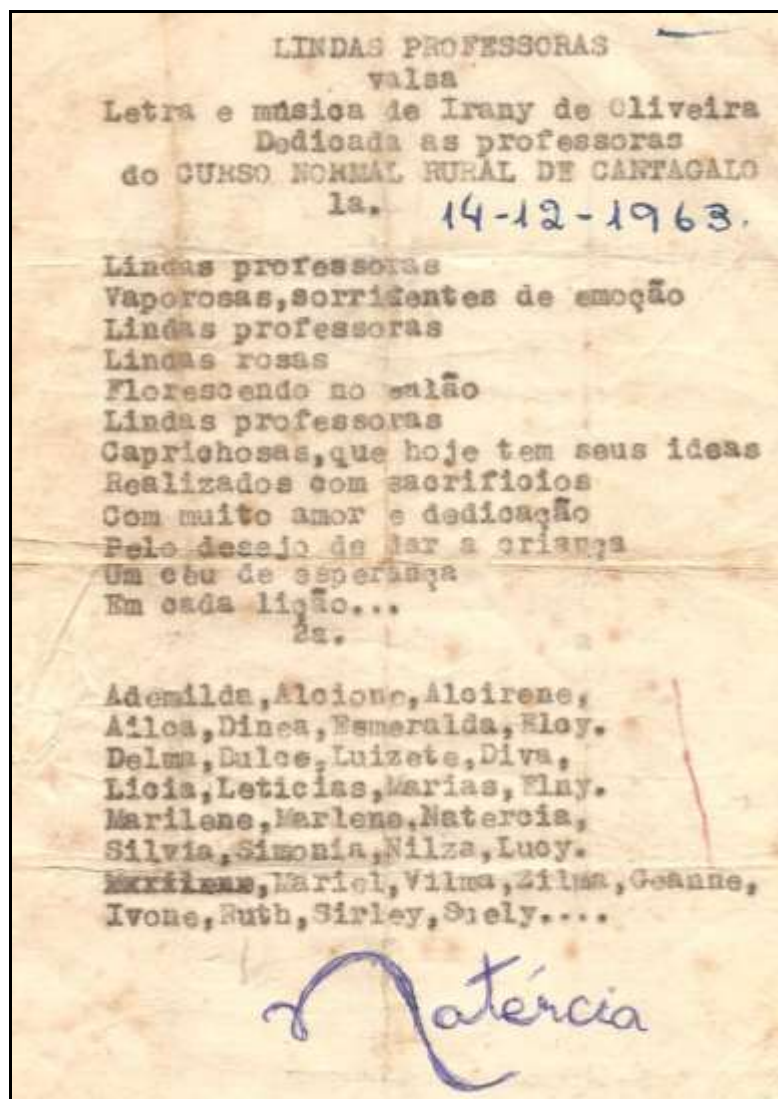 LINDAS PROFESSORAS
valsa
Letra e música de Irany de Oliveira
Dedicada as professoras
do CURSO NORMAL RURAL DE CANTAGALO
1a. 14-12-1963.
Lindas professoras
Vaporosas,sorridentes de emoção
Lindas professoras
Lindas rosas
Florescendo no salão
Lindas professoras
Caprichosas,que hoje tem seus ideas
Realizados com sacrificios
Com muito amor e dedicação
Pelo desejo de dar a criança
Um céu de esperança
Em cada lição...
2a.
Ademilda,Alcione,Alcirene,
Ailca,Dinea,Esmeralda,Eloy.
Delma,Dulce,Luizete,Diva,
Licia,Leticias,Marias,Elny.
Marilene,Marlene,Natercia,
Silvia,Simonia,Nilza,Lucy.
,Mariel,Vilma,Zilma,Geanne,
Ivone,Ruth,Sirley,Suely....
Natércia